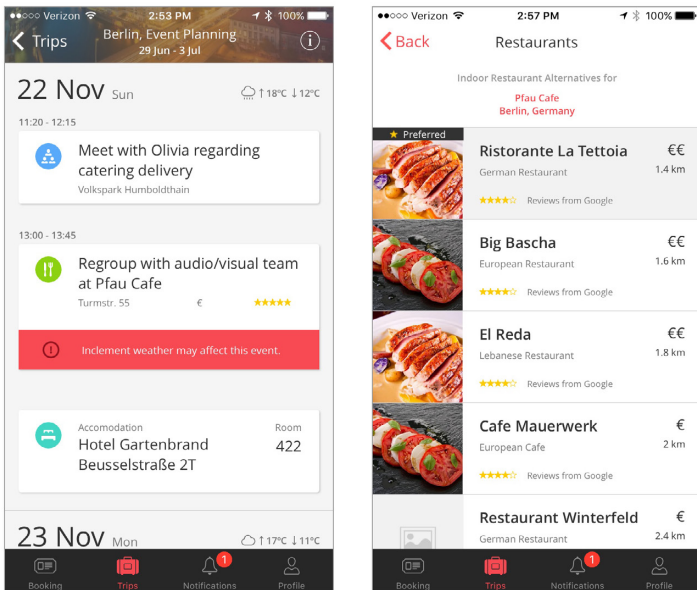 Verizon 2:53 PM 100%
Trips
Berlin, Event Planning
29 Jun - 3 Jul
22 Nov Sun ↑ 18°C ↓ 12°C
11:20 - 12:15
Meet with Olivia regarding
catering delivery
Volkspark Humboldthain
13:00 - 13:45
Regroup with audio/visual team
at Pfau Cafe
Turmstr. 55 €
Inclement weather may affect this event.
Accomodation Room
Hotel Gartenbrand 422
Beusselstraße 2T
23 Nov Mon ↑ 17°C ↓ 11°C
1
Booking Trips Notifications Profile
Verizon 2:57 PM 100%
Back Restaurants
Indoor Restaurant Alternatives for
Pfau Cafe
Berlin, Germany
Preferred
Ristorante La Tettoia €€
German Restaurant 1.4 km
Reviews from Google
Big Bascha €€
European Restaurant 1.6 km
Reviews from Google
El Reda €€
Lebanese Restaurant 1.8 km
Reviews from Google
Cafe Mauerwerk €
European Cafe 2 km
Reviews from Google
Restaurant Winterfeld €
German Restaurant 2.4 km
1
Booking Trips Notifications Profile